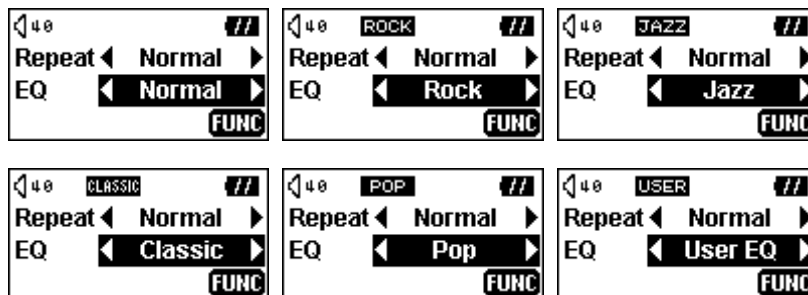 40
Repeat Normal
EQ Normal
FUNC
40 ROCK
Repeat Normal
EQ Rock
FUNC
40 JAZZ
Repeat Normal
EQ Jazz
FUNC
40 CLASSIC
Repeat Normal
EQ Classic
FUNC
40 POP
Repeat Normal
EQ Pop
FUNC
40 USER
Repeat Normal
EQ User EQ
FUNC